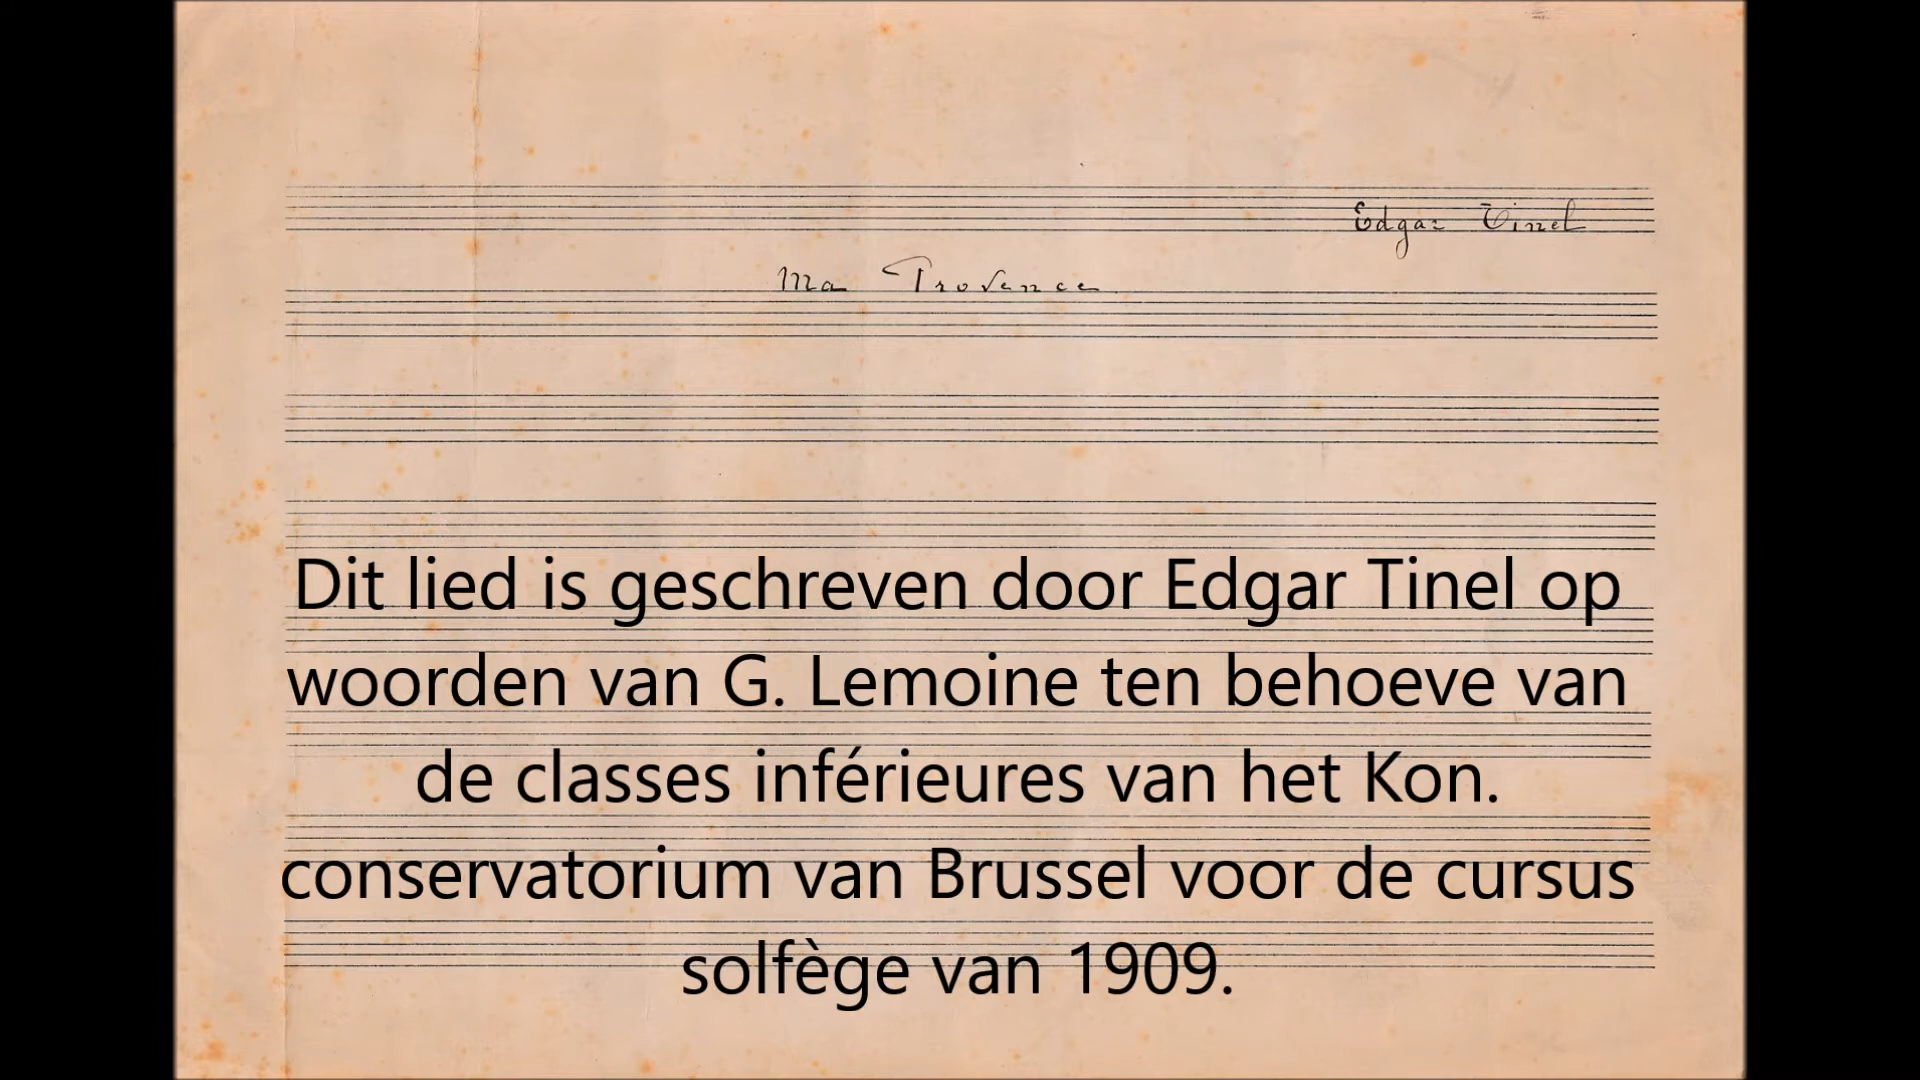 Edgar Tinel
Ma Provence
Dit lied is geschreven door Edgar Tinel op
woorden van G. Lemoine ten behoeve van
de classes inférieures van het Kon.
conservatorium van Brussel voor de cursus
solfège van 1909.